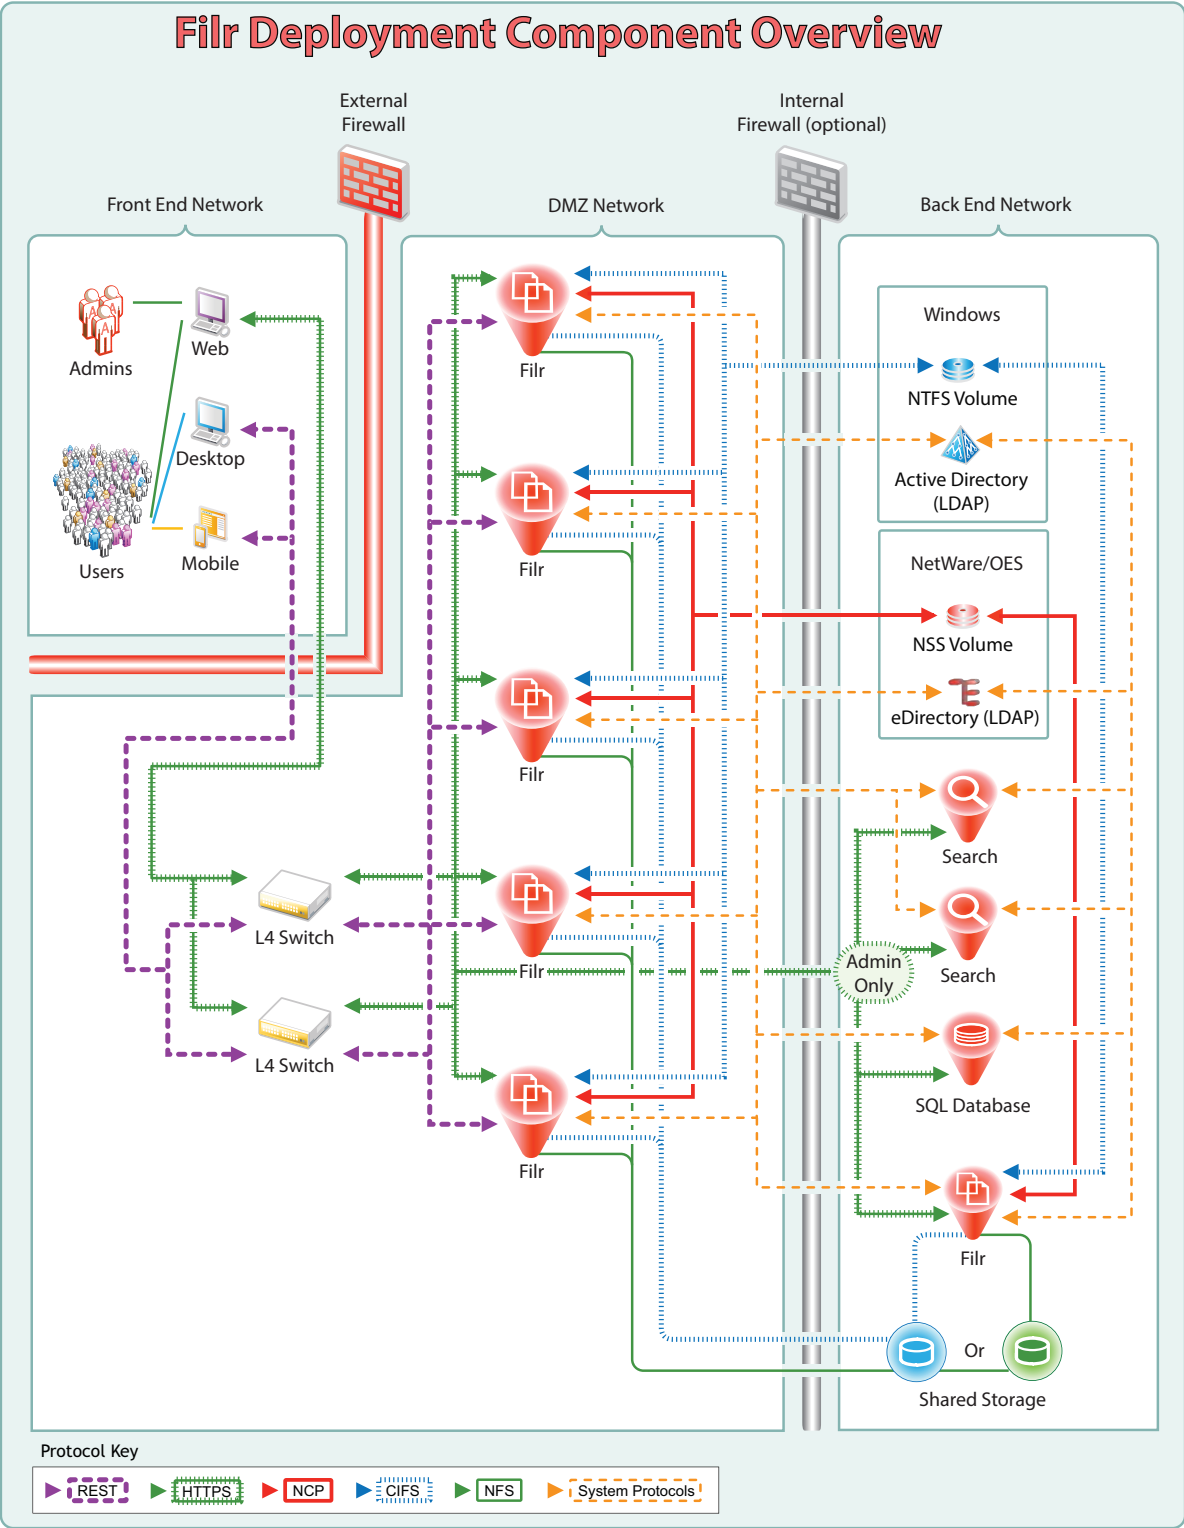 Filr Deployment Component Overview
External
Firewall
Internal
Firewall (optional)
Front End Network
DMZ Network
Back End Network
Admins
Web
Desktop
Users
Mobile
Filr
Filr
Filr
Filr
Filr
L4 Switch
L4 Switch
Windows
NTFS Volume
Active Directory
(LDAP)
NetWare/OES
NSS Volume
eDirectory (LDAP)
Search
Search
Admin
Only
SQL Database
Filr
Or
Shared Storage
Protocol Key
REST
HTTPS
NCP
CIFS
NFS
System Protocols